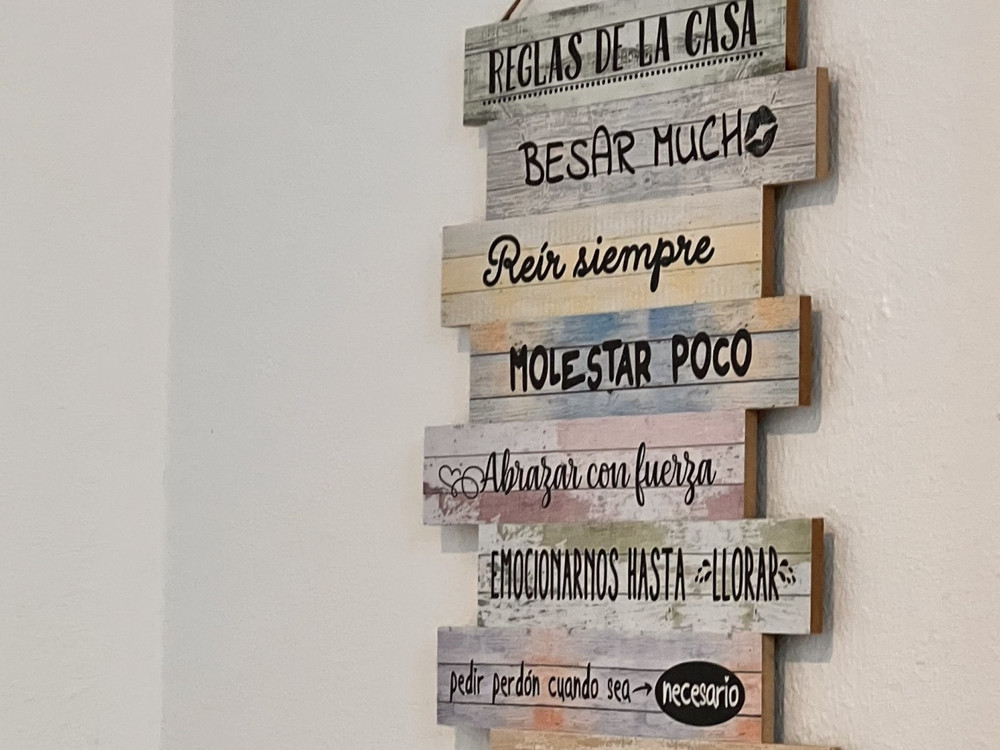 REGLAS DE LA CASA
BESAR MUCHO
Reír siempre
MOLESTAR POCO
Abrazar con fuerza
EMOCIONARNOS HASTA LLORAR
pedir perdón cuando sea→ necesario